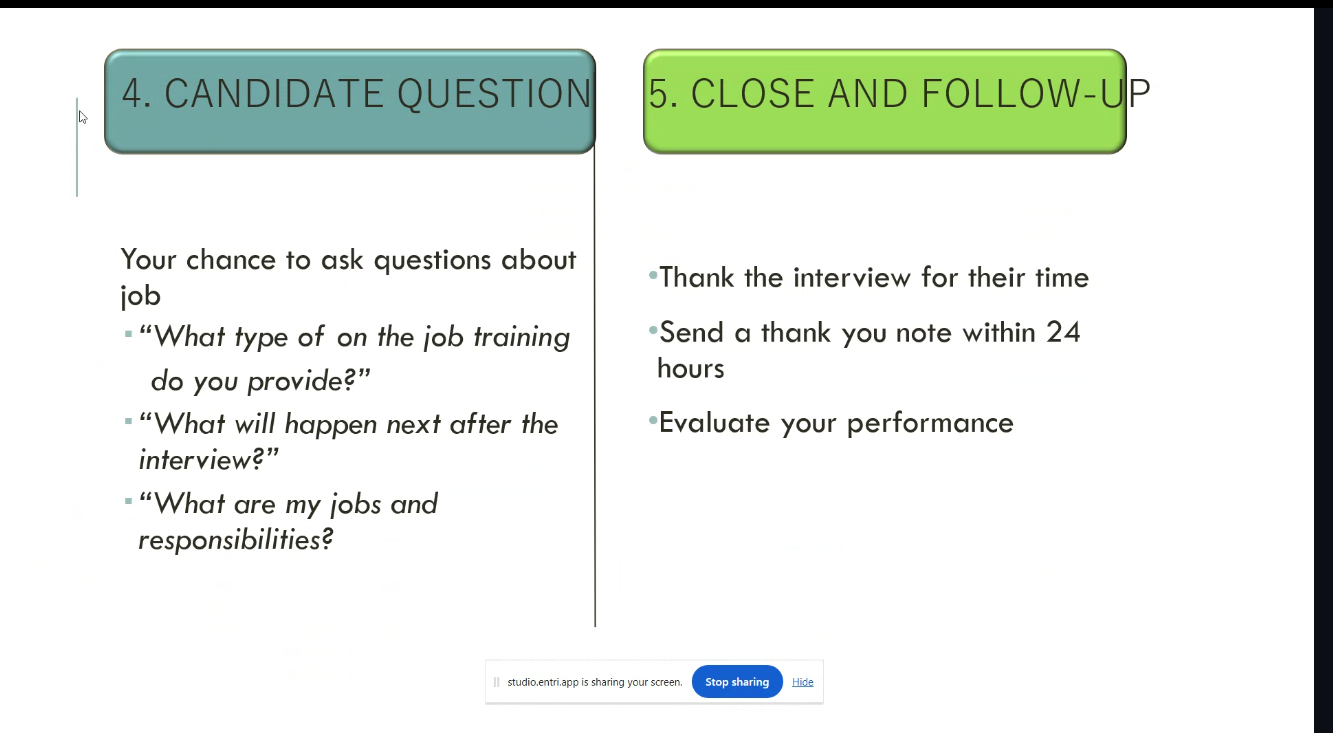 4. CANDIDATE QUESTION
Your chance to ask questions about
job
“What type of on the job training
do you provide?”
“What will happen next after the
interview?”
“What are my jobs and
responsibilities?
5. CLOSE AND FOLLOW-UP
•Thank the interview for their time
•Send a thank you note within 24
hours
•Evaluate your performance
studio.entri.app is sharing your screen. Stop sharing Hide